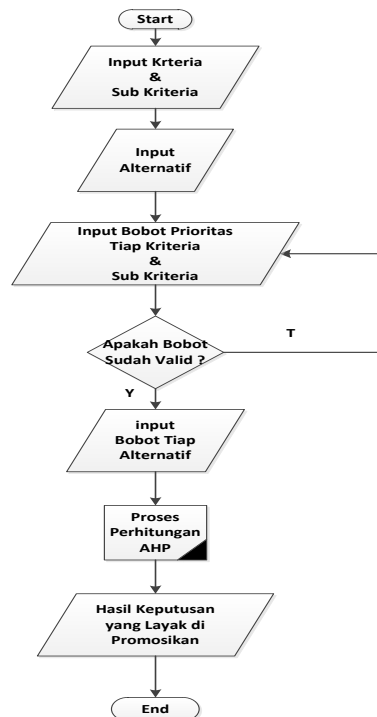 Start
Input Krteria
&
Sub Kriteria
Input
Alternatif
Input Bobot Prioritas
Tiap Kriteria
&
Sub Kriteria
Apakah Bobot
Sudah Valid ?
T
Y
input
Bobot Tiap
Alternatif
Proses
Perhitungan
AHP
Hasil Keputusan
yang Layak di
Promosikan
End